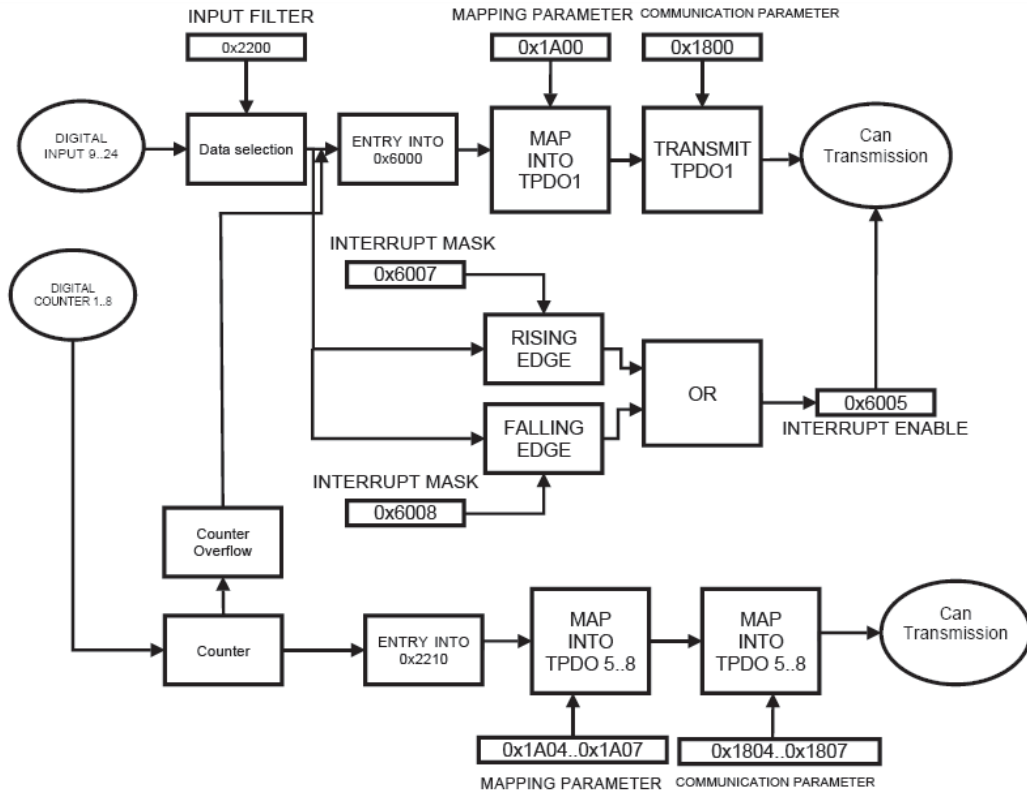 INPUT FILTER
0x2200
MAPPING PARAMETER
0x1A00
COMMUNICATION PARAMETER
0x1800
DIGITAL
INPUT 9..24
Data selection
ENTRY INTO
0x6000
MAP
INTO
TPDO1
TRANSMIT
TPDO1
Can
Transmission
INTERRUPT MASK
0x6007
DIGITAL
COUNTER 1..8
RISING
EDGE
OR
0x6005
INTERRUPT ENABLE
FALLING
EDGE
INTERRUPT MASK
0x6008
Counter
Overflow
Counter
ENTRY INTO
0x2210
MAP
INTO
TPDO 5..8
MAP
INTO
TPDO 5..8
Can
Transmission
0x1A04..0x1A07
MAPPING PARAMETER
0x1804..0x1807
COMMUNICATION PARAMETER